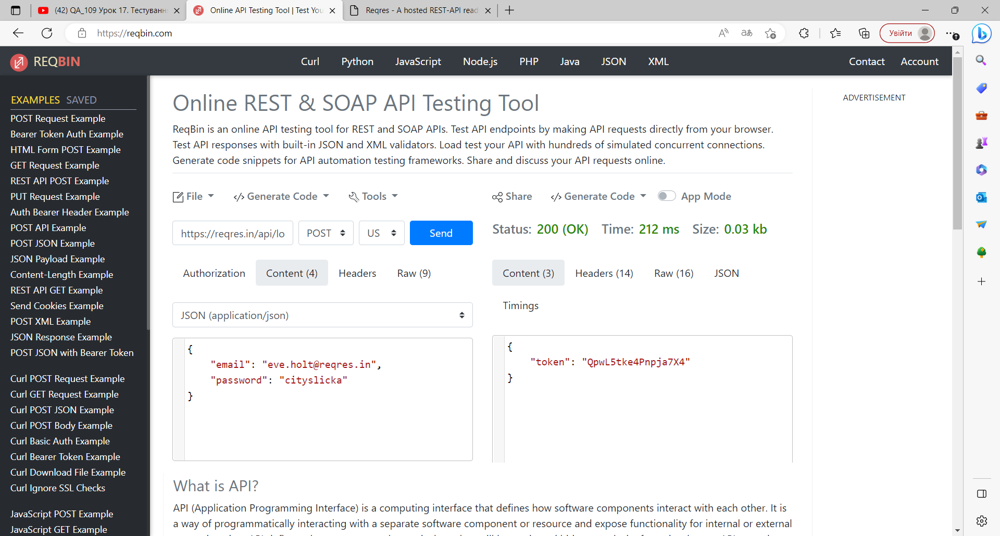 (42) QA_109 Урок 17. Тестуванн
Online API Testing Tool | Test You
Reqres - A hosted REST-API read
https://reqbin.com
Увійти
REQBIN
Curl
Python
JavaScript
Node.js
PHP
Java
JSON
XML
Contact
Account
EXAMPLES SAVED
POST Request Example
Bearer Token Auth Example
HTML Form POST Example
GET Request Example
REST API POST Example
PUT Request Example
Auth Bearer Header Example
POST API Example
POST JSON Example
JSON Payload Example
Content-Length Example
REST API GET Example
Send Cookies Example
POST XML Example
JSON Response Example
POST JSON with Bearer Token
Curl POST Request Example
Curl GET Request Example
Curl POST JSON Example
Curl POST Body Example
Curl Basic Auth Example
Curl Bearer Token Example
Curl Download File Example
Curl Ignore SSL Checks
JavaScript POST Example
JavaScript GET Example
Online REST & SOAP API Testing Tool
ReqBin is an online API testing tool for REST and SOAP APIs. Test API endpoints by making API requests directly from your browser.
Test API responses with built-in JSON and XML validators. Load test your API with hundreds of simulated concurrent connections.
Generate code snippets for API automation testing frameworks. Share and discuss your API requests online.
ADVERTISEMENT
File
</> Generate Code
Tools
Share
</> Generate Code
App Mode
https://reqres.in/api/lo
POST
US
Send
Status: 200 (OK) Time: 212 ms Size: 0.03 kb
Authorization
Content (4)
Headers
Raw (9)
Content (3)
Headers (14)
Raw (16)
JSON
Timings
JSON (application/json)
{
"email": "eve.holt@reqres.in",
"password": "cityslicka"
}
{
"token": "QpwL5tke4Pnpja7X4"
}
What is API?
API (Application Programming Interface) is a computing interface that defines how software components interact with each other. It is
a way of programmatically interacting with a separate software component or resource and expose functionality for internal or external